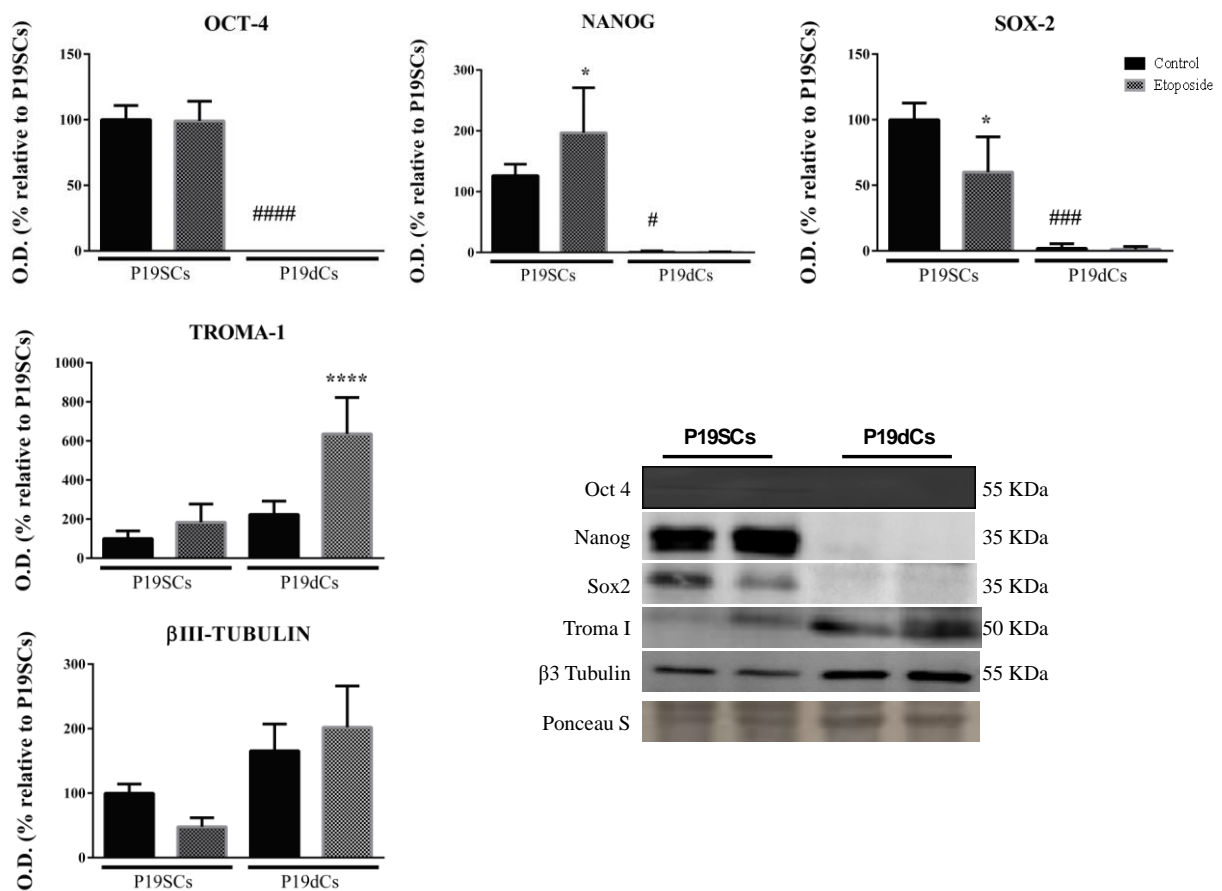 OCT-4
O.D. (% relative to P19SCs)
150
100
50
0
####
P19SCs
P19dCs
NANOG
O.D. (% relative to P19SCs)
300
200
100
0
*
#
P19SCs
P19dCs
SOX-2
O.D. (% relative to P19SCs)
150
100
50
0
*
###
P19SCs
P19dCs
Control
Etoposide
TROMA-1
O.D. (% relative to P19SCs)
1000
800
600
400
200
0
****
P19SCs
P19dCs
βIII-TUBULIN
O.D. (% relative to P19SCs)
300
200
100
0
P19SCs
P19dCs
P19SCs P19dCs
Oct 4 55 KDa
Nanog 35 KDa
Sox2 35 KDa
Troma I 50 KDa
β3 Tubulin 55 KDa
Ponceau S